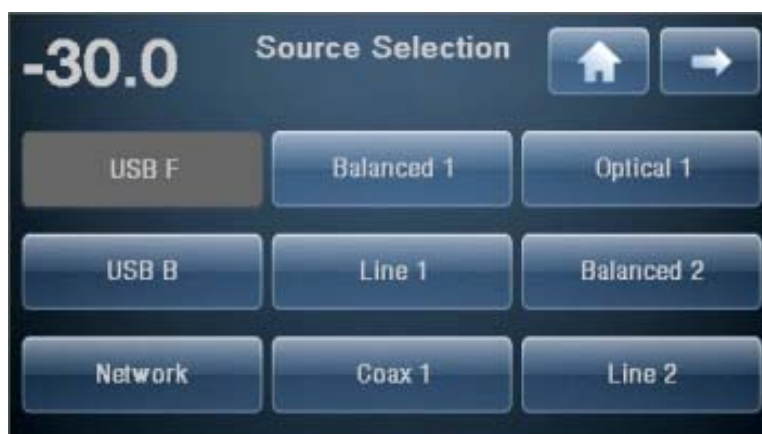 -30.0 Source Selection
USB F Balanced 1 Optical 1
USB B Line 1 Balanced 2
Network Coax 1 Line 2